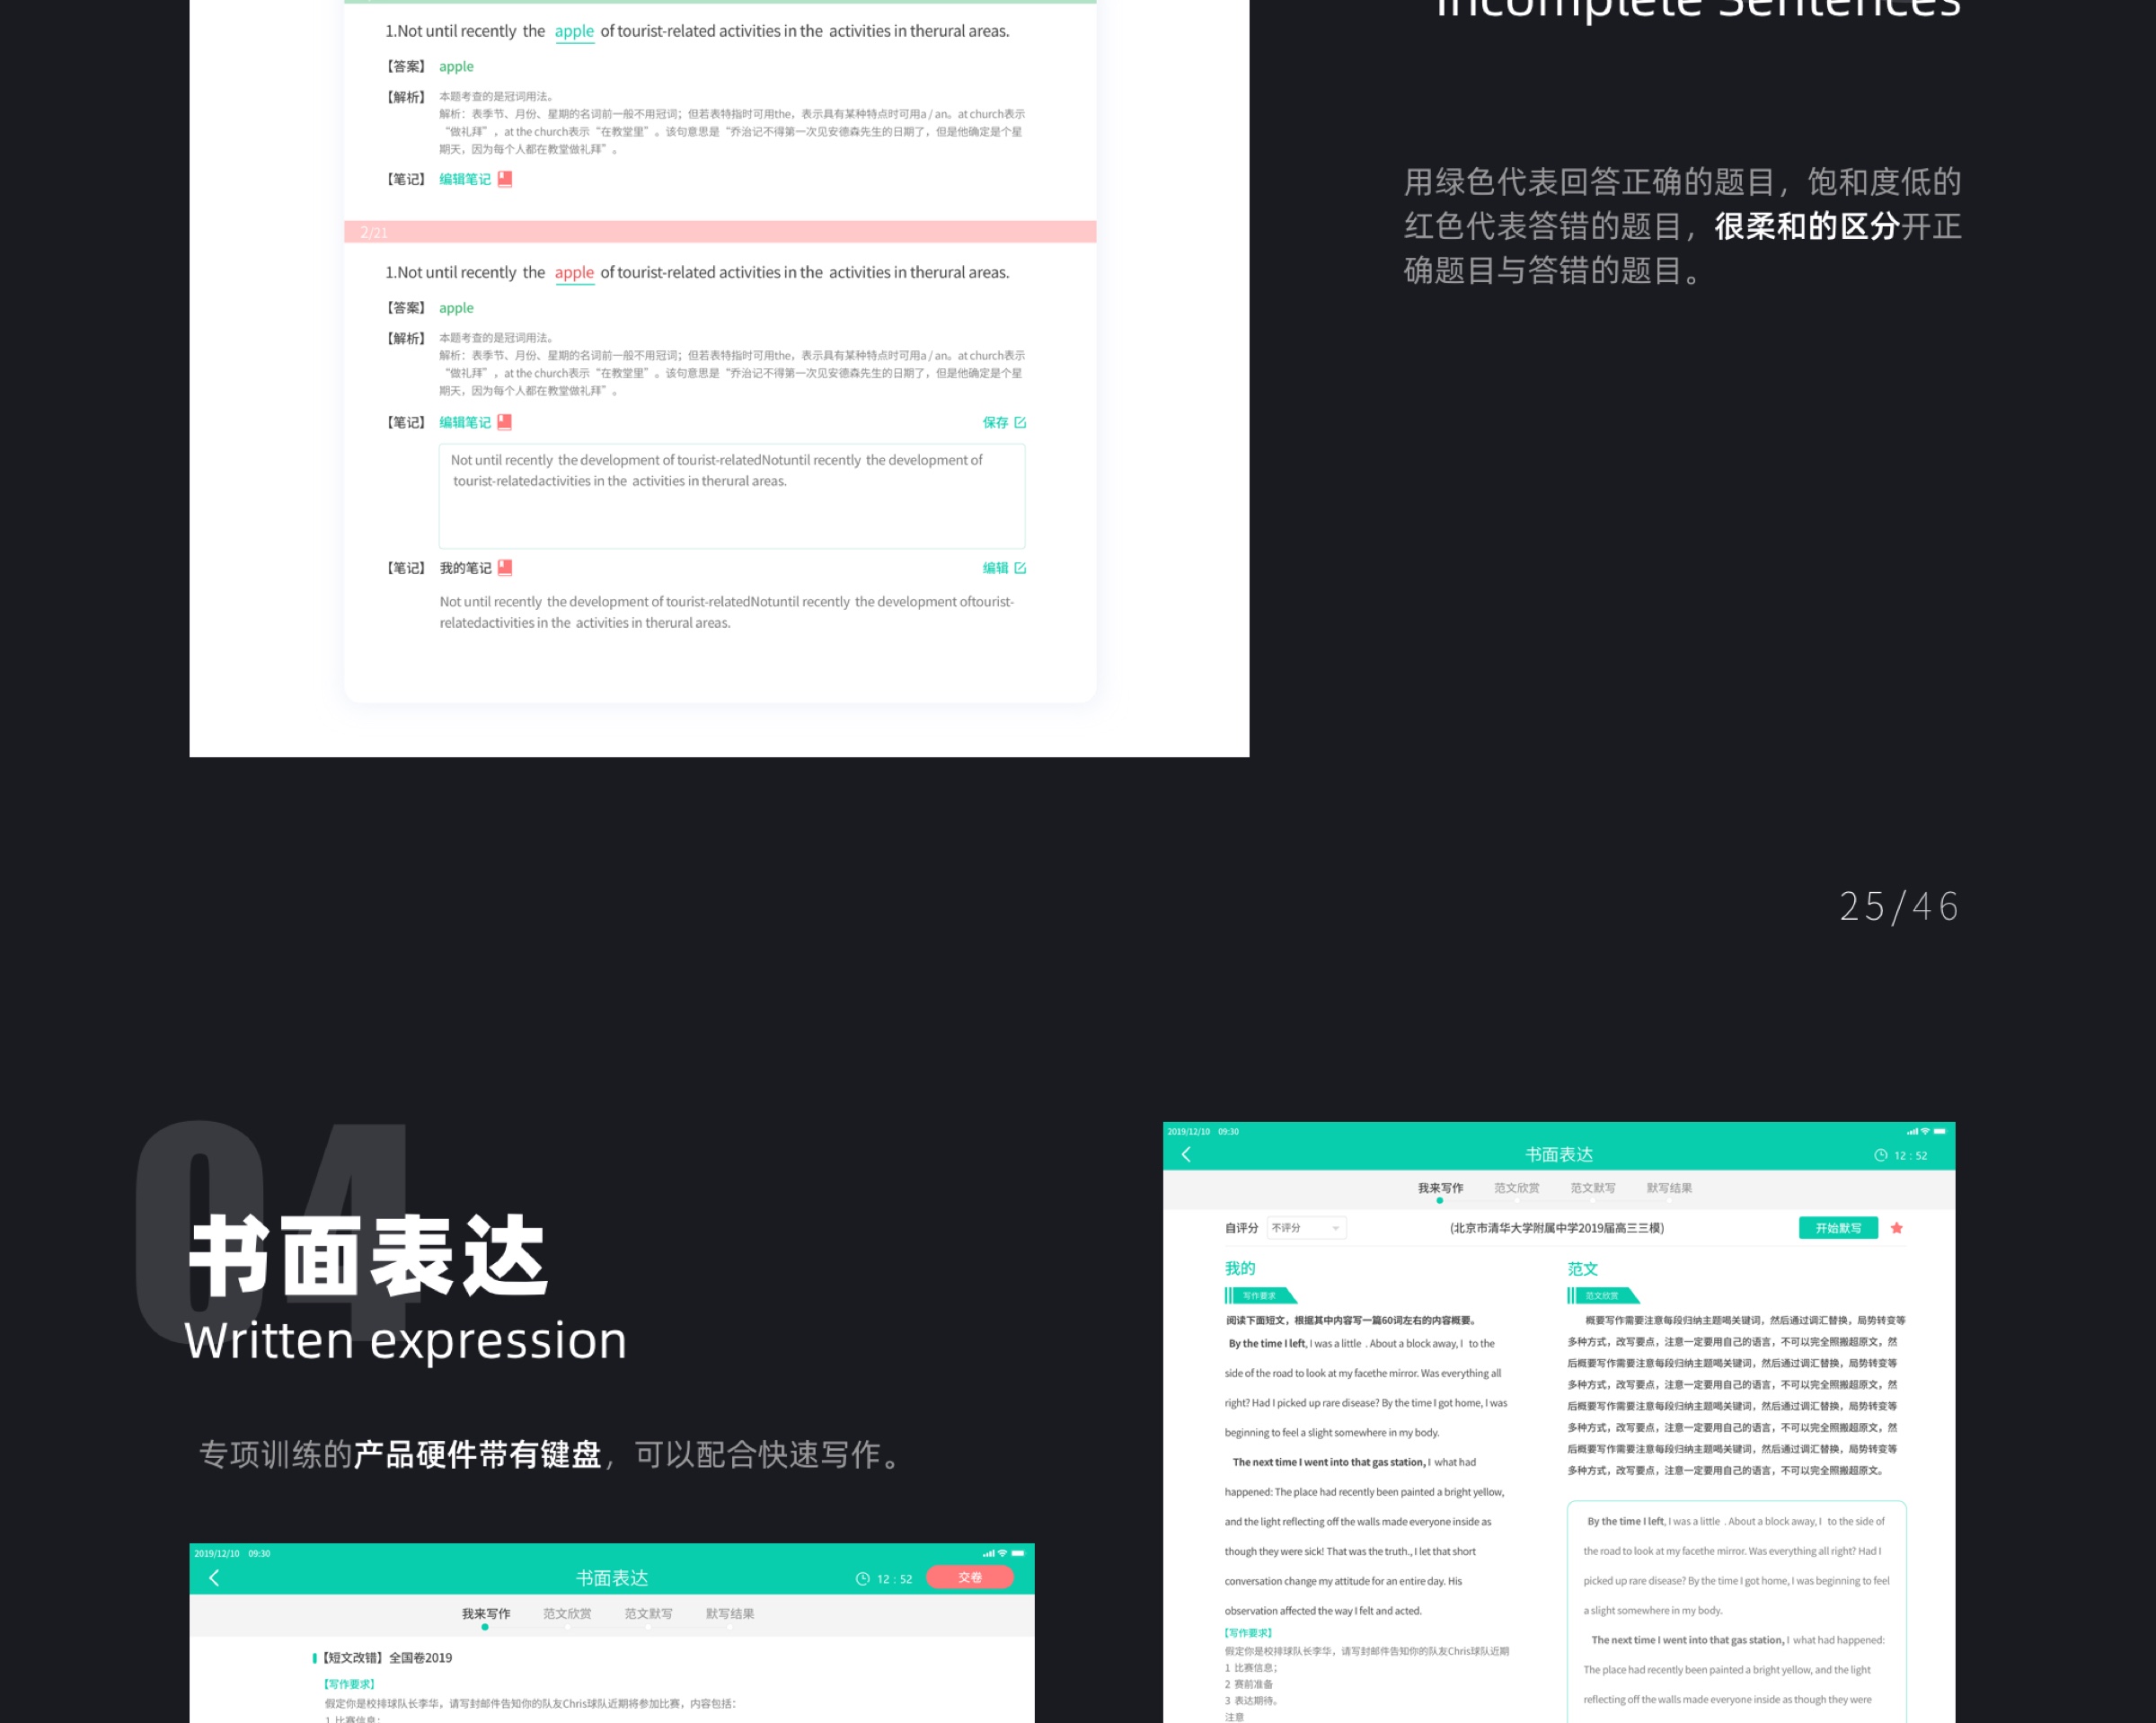 1.Not until recently the apple of tourist-related activities in the activities in therural areas.
【答案】 apple
【解析】 本题考查的是冠词用法。
解析：表季节、月份、星期的名词前一般不用冠词；但若表特指时可用the，表示具有某种特点时可用a / an。at church表示
“做礼拜”，at the church表示“在教堂里”。该句意思是“乔治记不得第一次见安德森先生的日期了，但是他确定是个星
期天，因为每个人都在教堂做礼拜”。
【笔记】 编辑笔记
2/21
1.Not until recently the apple of tourist-related activities in the activities in therural areas.
【答案】 apple
【解析】 本题考查的是冠词用法。
解析：表季节、月份、星期的名词前一般不用冠词；但若表特指时可用the，表示具有某种特点时可用a / an。at church表示
“做礼拜”，at the church表示“在教堂里”。该句意思是“乔治记不得第一次见安德森先生的日期了，但是他确定是个星
期天，因为每个人都在教堂做礼拜”。
【笔记】 编辑笔记 保存
Not until recently the development of tourist-relatedNotuntil recently the development of
tourist-relatedactivities in the activities in therural areas.
【笔记】 我的笔记 编辑
Not until recently the development of tourist-relatedNotuntil recently the development oftourist-
relatedactivities in the activities in therural areas.
Incomplete Sentences
用绿色代表回答正确的题目，饱和度低的
红色代表答错的题目，很柔和的区分开正
确题目与答错的题目。
25/46
04
书面表达
Written expression
专项训练的产品硬件带有键盘，可以配合快速写作。
2019/12/10 09:30
书面表达 12 : 52 交卷
我来写作 范文欣赏 范文默写 默写结果
【短文改错】全国卷2019
【写作要求】
假定你是校排球队长李华，请写封邮件告知你的队友Chris球队近期将参加比赛，内容包括：
1 比赛信息；
2019/12/10 09:30
书面表达 12 : 52
我来写作 范文欣赏 范文默写 默写结果
自评分 不评分 (北京市清华大学附属中学2019届高三三模) 开始默写
我的
写作要求
阅读下面短文，根据其中内容写一篇60词左右的内容概要。
By the time I left, I was a little . About a block away, I to the
side of the road to look at my facethe mirror. Was everything all
right? Had I picked up rare disease? By the time I got home, I was
beginning to feel a slight somewhere in my body.
The next time I went into that gas station, I what had
happened: The place had recently been painted a bright yellow,
and the light reflecting off the walls made everyone inside as
though they were sick! That was the truth., I let that short
conversation change my attitude for an entire day. His
observation affected the way I felt and acted.
【写作要求】
假定你是校排球队长李华，请写封邮件告知你的队友Chris球队近期
1 比赛信息；
2 赛前准备
3 表达期待。
注意
范文
范文欣赏
概要写作需要注意每段归纳主题喝关键词，然后通过调汇替换，局势转变等
多种方式，改写要点，注意一定要用自己的语言，不可以完全照搬超原文，然
后概要写作需要注意每段归纳主题喝关键词，然后通过调汇替换，局势转变等
多种方式，改写要点，注意一定要用自己的语言，不可以完全照搬超原文，然
后概要写作需要注意每段归纳主题喝关键词，然后通过调汇替换，局势转变等
多种方式，改写要点，注意一定要用自己的语言，不可以完全照搬超原文，然
后概要写作需要注意每段归纳主题喝关键词，然后通过调汇替换，局势转变等
多种方式，改写要点，注意一定要用自己的语言，不可以完全照搬超原文。
By the time I left, I was a little . About a block away, I to the side of
the road to look at my facethe mirror. Was everything all right? Had I
picked up rare disease? By the time I got home, I was beginning to feel
a slight somewhere in my body.
The next time I went into that gas station, I what had happened:
The place had recently been painted a bright yellow, and the light
reflecting off the walls made everyone inside as though they were